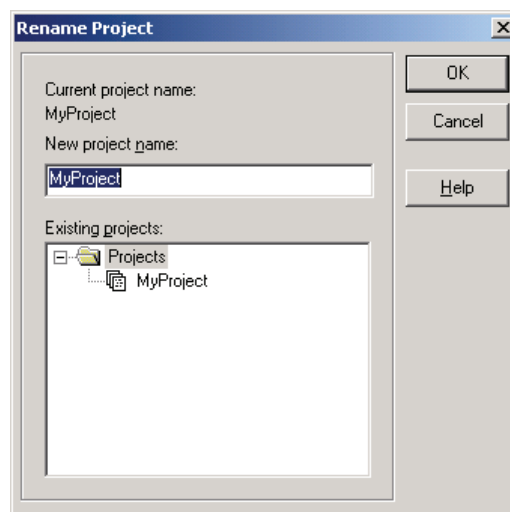 Rename Project
Current project name:
MyProject
New project name:
MyProject
Existing projects:
Projects
MyProject
OK
Cancel
Help